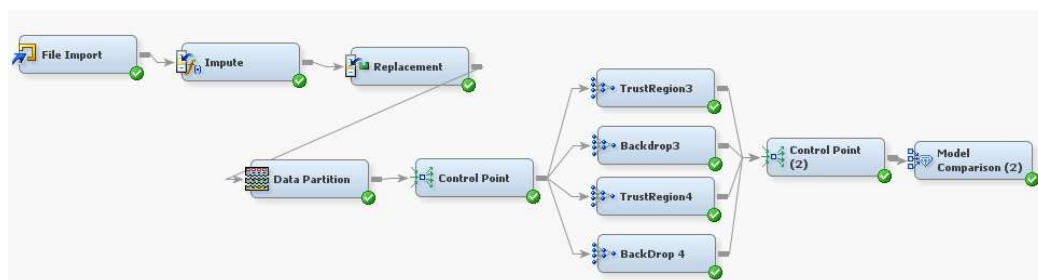 File Import
Impute
Replacement
TrustRegion3
Backdrop3
Data Partition
Control Point
TrustRegion4
BackDrop 4
Control Point
(2)
Model
Comparison (2)